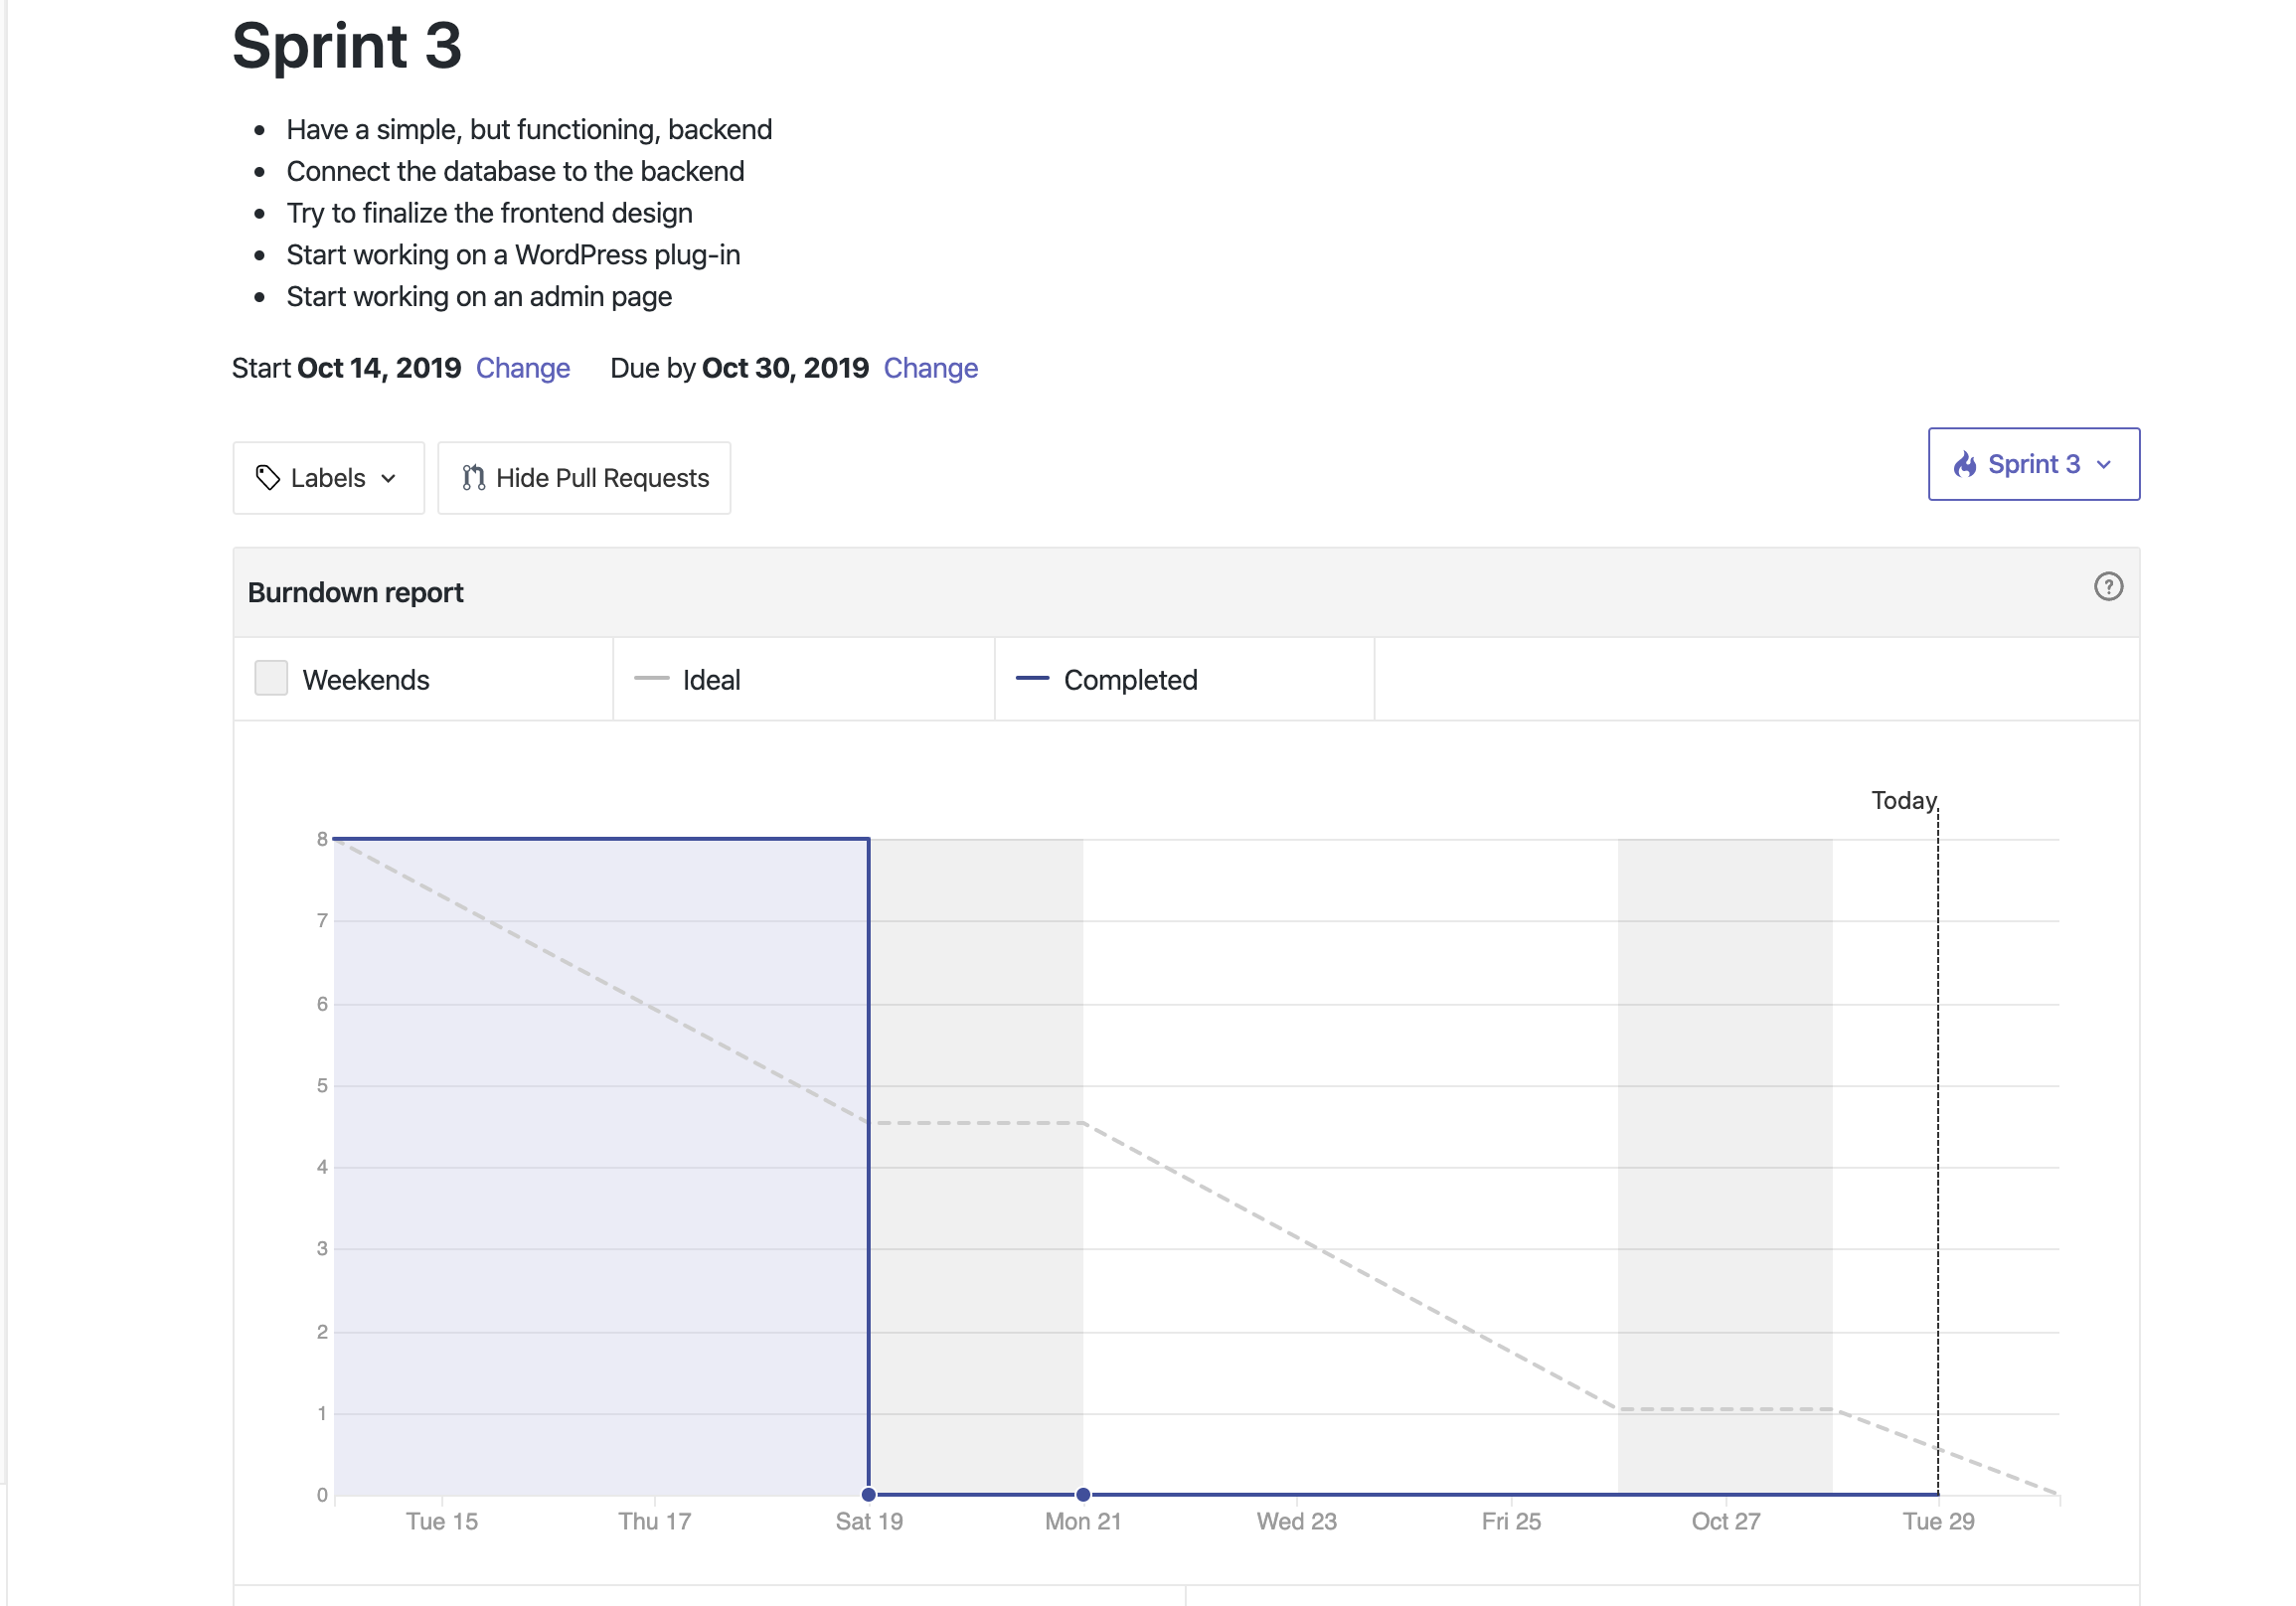 Sprint 3
Have a simple, but functioning, backend
Connect the database to the backend
Try to finalize the frontend design
Start working on a WordPress plug-in
Start working on an admin page
Start Oct 14, 2019 Change Due by Oct 30, 2019 Change
Labels Hide Pull Requests Sprint 3
Burndown report ?
Weekends Ideal Completed
Today
8
7
6
5
4
3
2
1
0
Tue 15 Thu 17 Sat 19 Mon 21 Wed 23 Fri 25 Oct 27 Tue 29